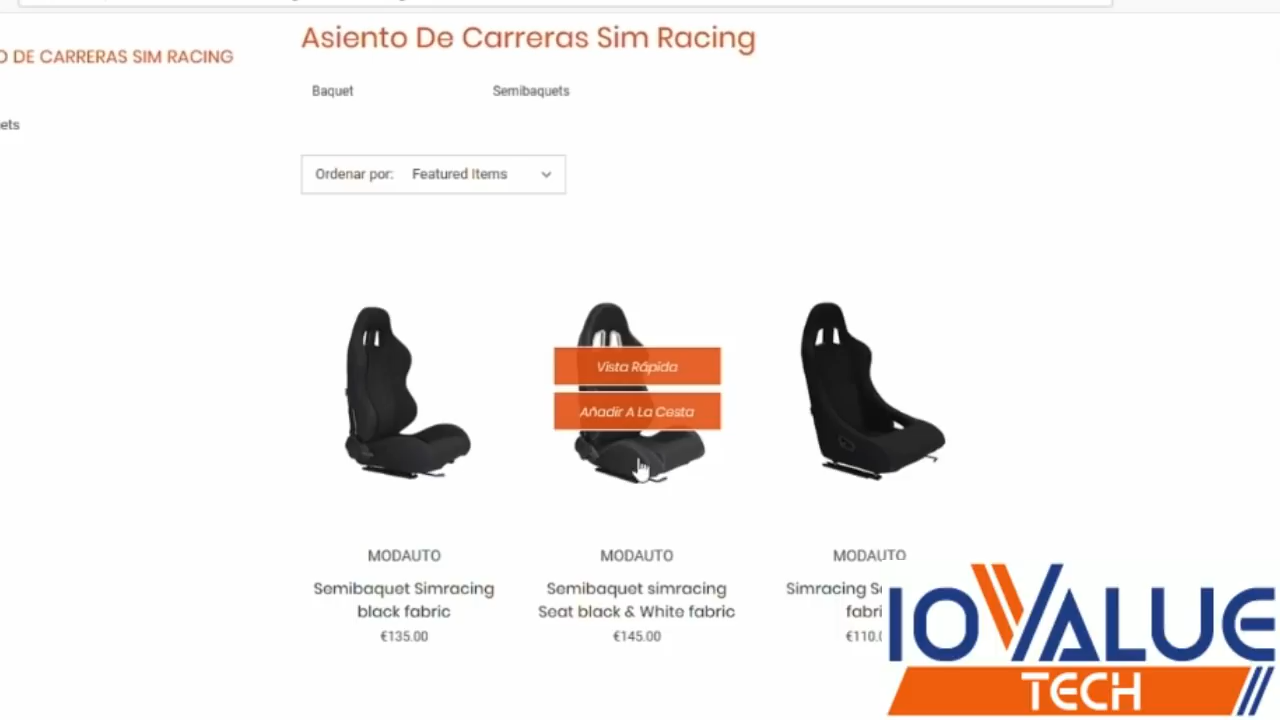 Asiento De Carreras Sim Racing
DE CARRERAS SIM RACING
Baquet
Semibaquets
Ordenar por: Featured Items
Vista Rápida
Añadir A La Cesta
MODAUTO
Semibaquet Simracing
black fabric
€135.00
MODAUTO
Semibaquet simracing
Seat black & White fabric
€145.00
MODAUTO
Simracing
IOVALUE
TECH